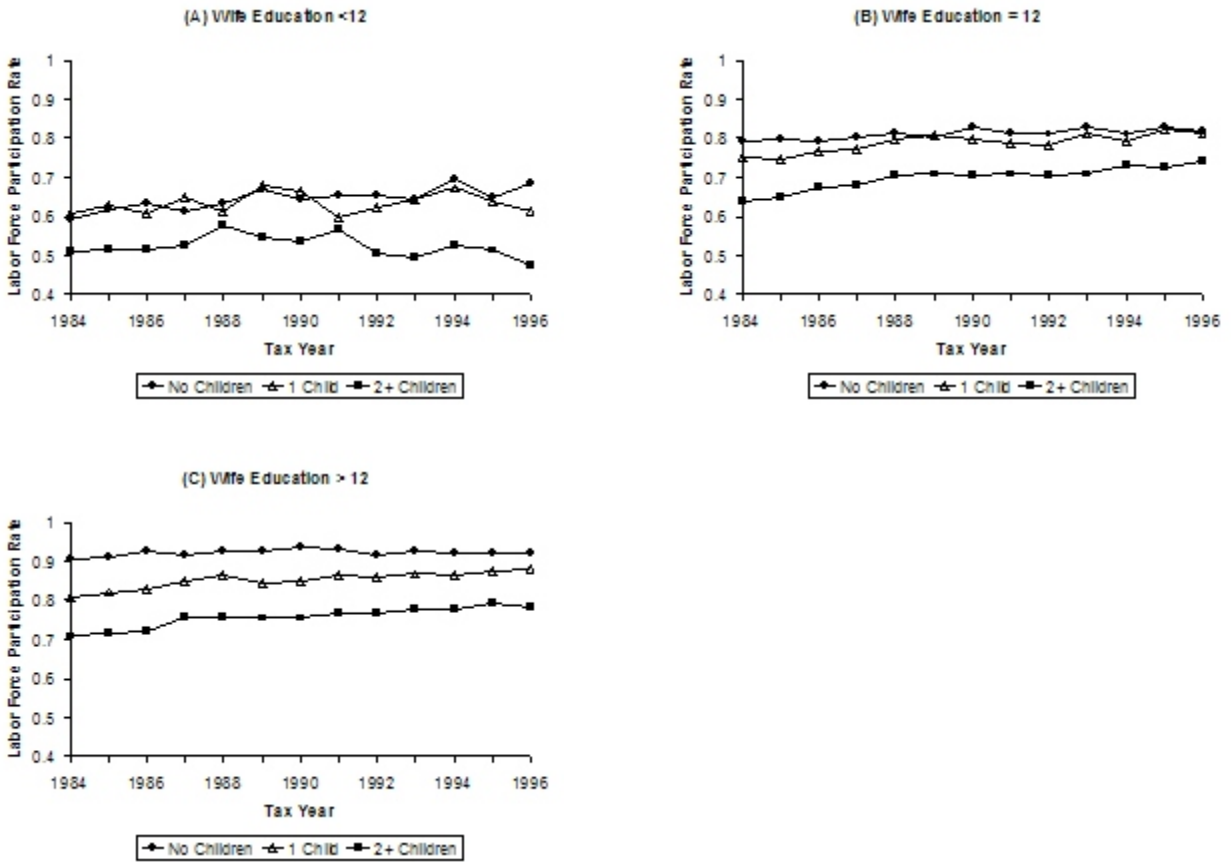 (A) Wife Education <12
Labor Force Participation Rate
1
0.9
0.8
0.7
0.6
0.5
0.4
1984 1986 1988 1990 1992 1994 1996
Tax Year
No Children 1 Child 2+ Children
(B) Wife Education = 12
Labor Force Participation Rate
1
0.9
0.8
0.7
0.6
0.5
0.4
1984 1986 1988 1990 1992 1994 1996
Tax Year
No Children 1 Child 2+ Children
(C) Wife Education > 12
Labor Force Participation Rate
1
0.9
0.8
0.7
0.6
0.5
0.4
1984 1986 1988 1990 1992 1994 1996
Tax Year
No Children 1 Child 2+ Children